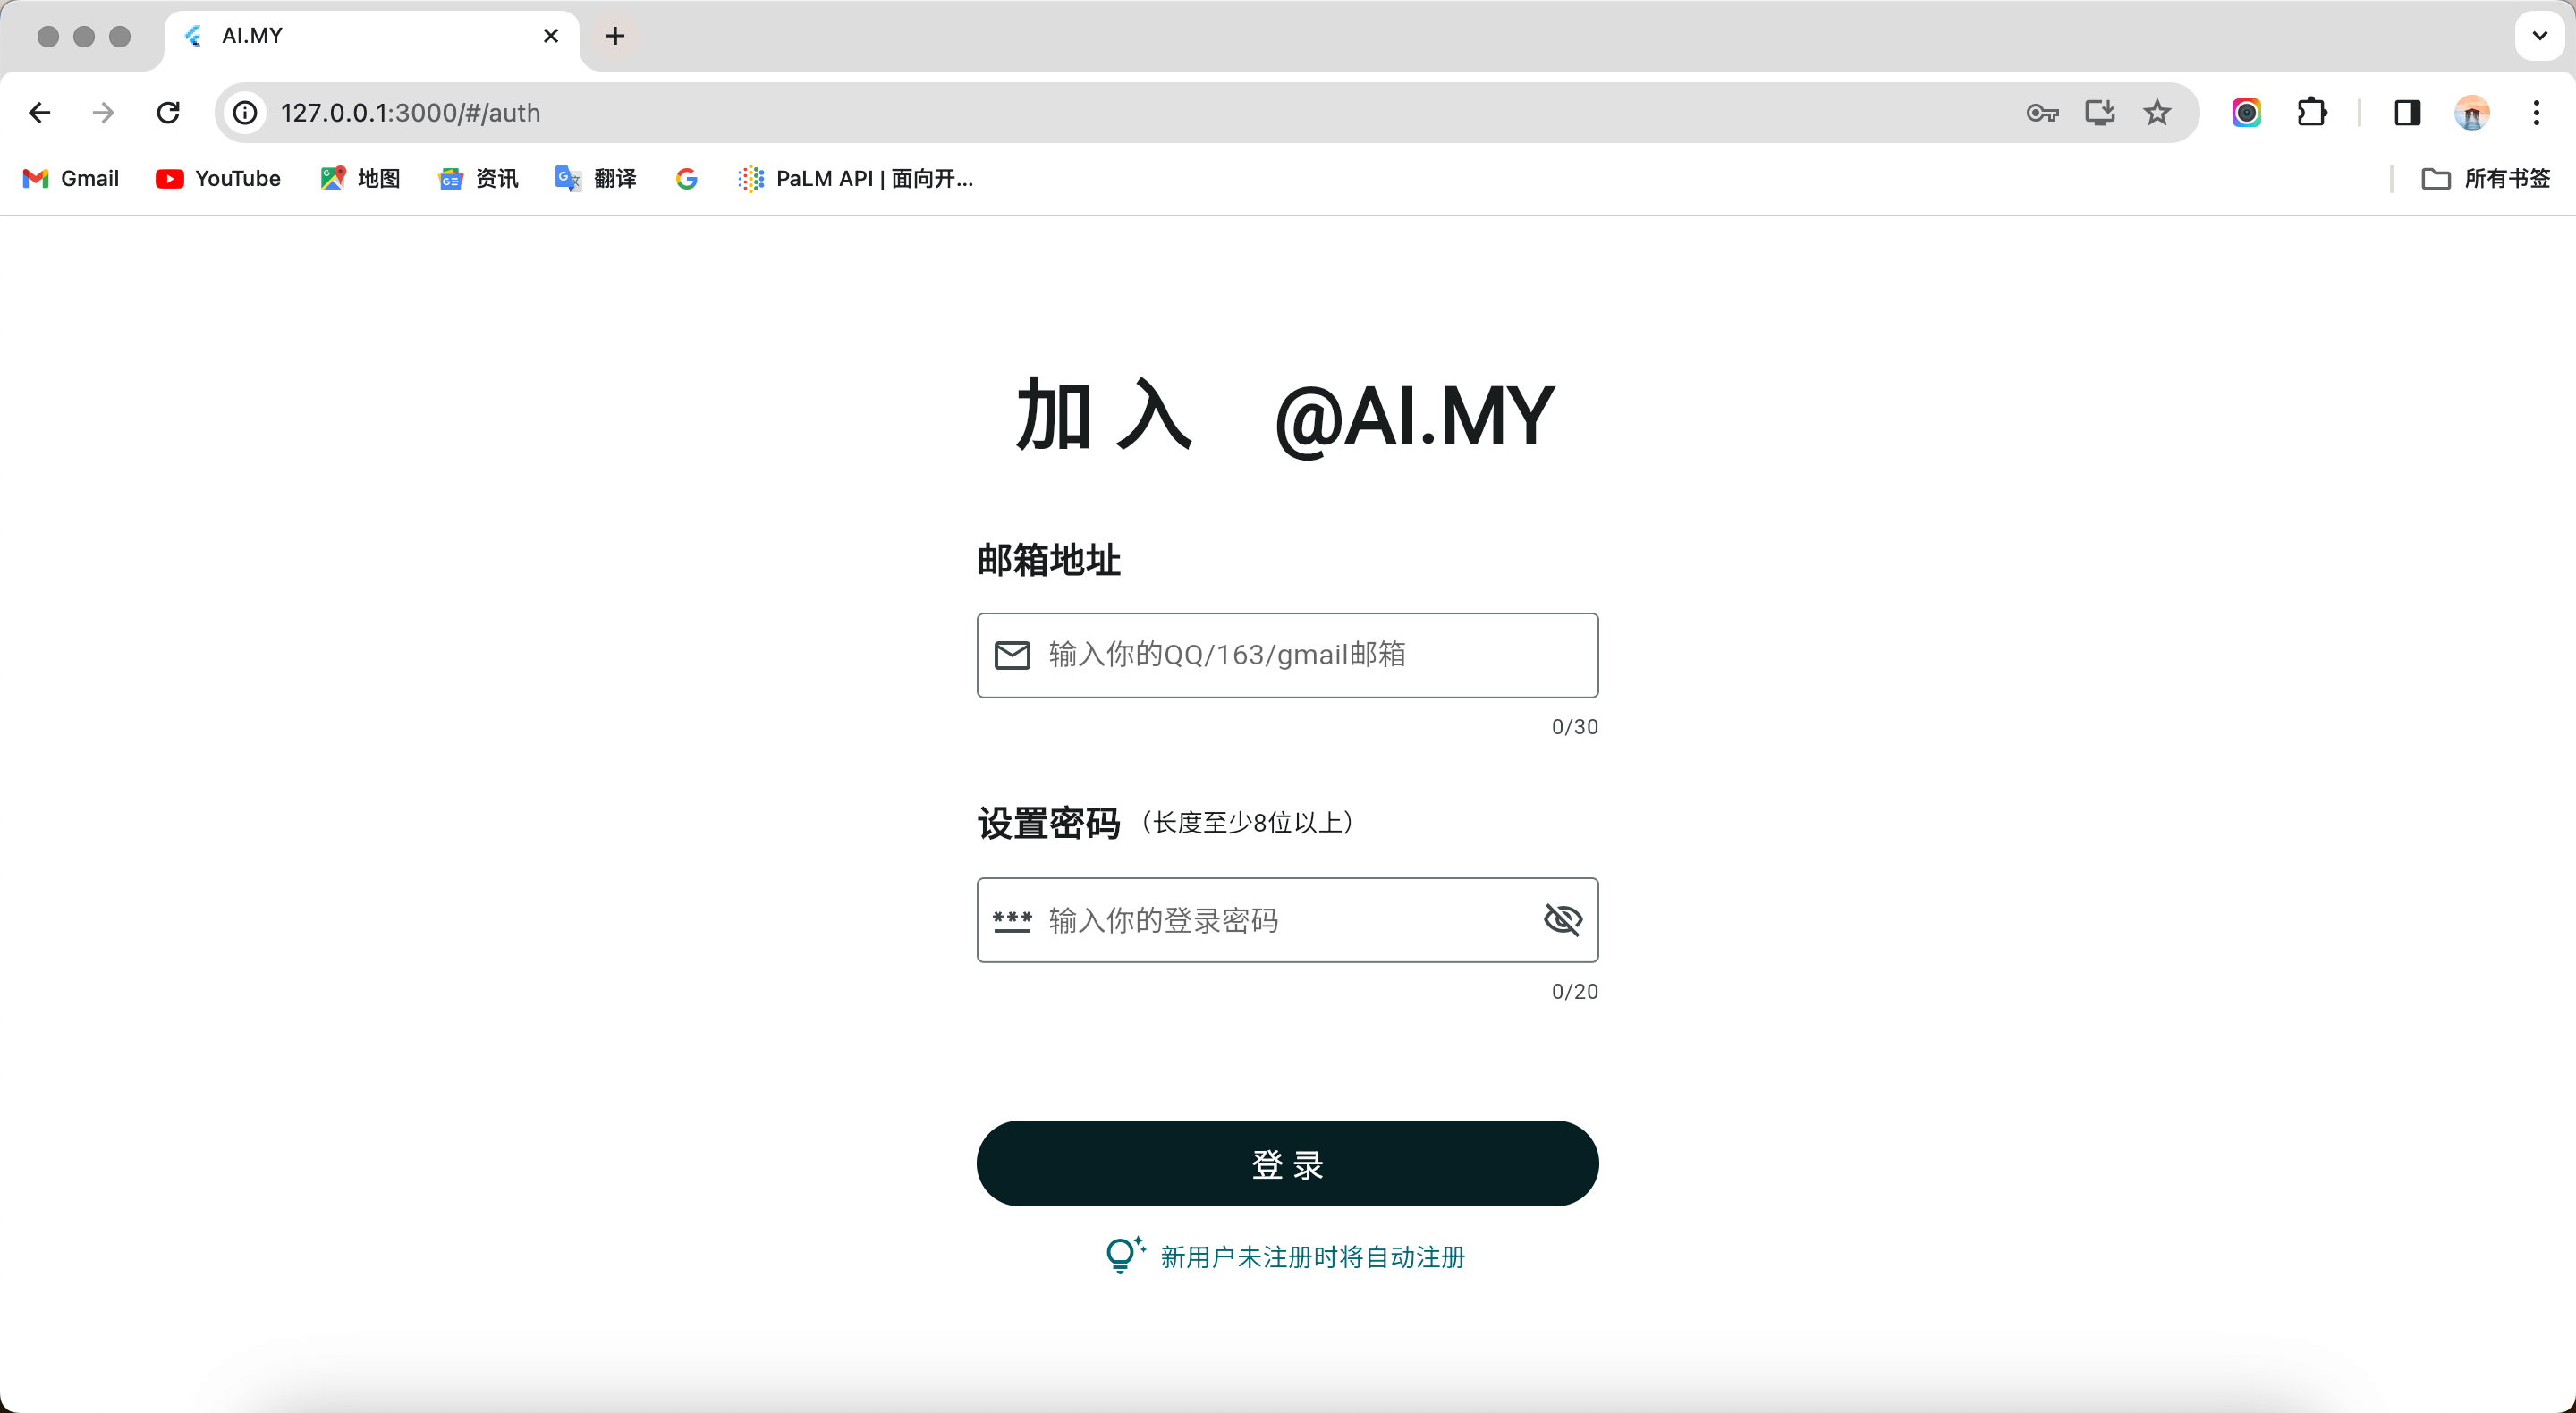 AI.MY
127.0.0.1:3000/#/auth
Gmail YouTube 地图 资讯 翻译 PaLM API | 面向开... 所有书签
加 入 @AI.MY
邮箱地址
输入你的QQ/163/gmail邮箱
0/30
设置密码（长度至少8位以上）
*** 输入你的登录密码
0/20
登 录
新用户未注册时将自动注册